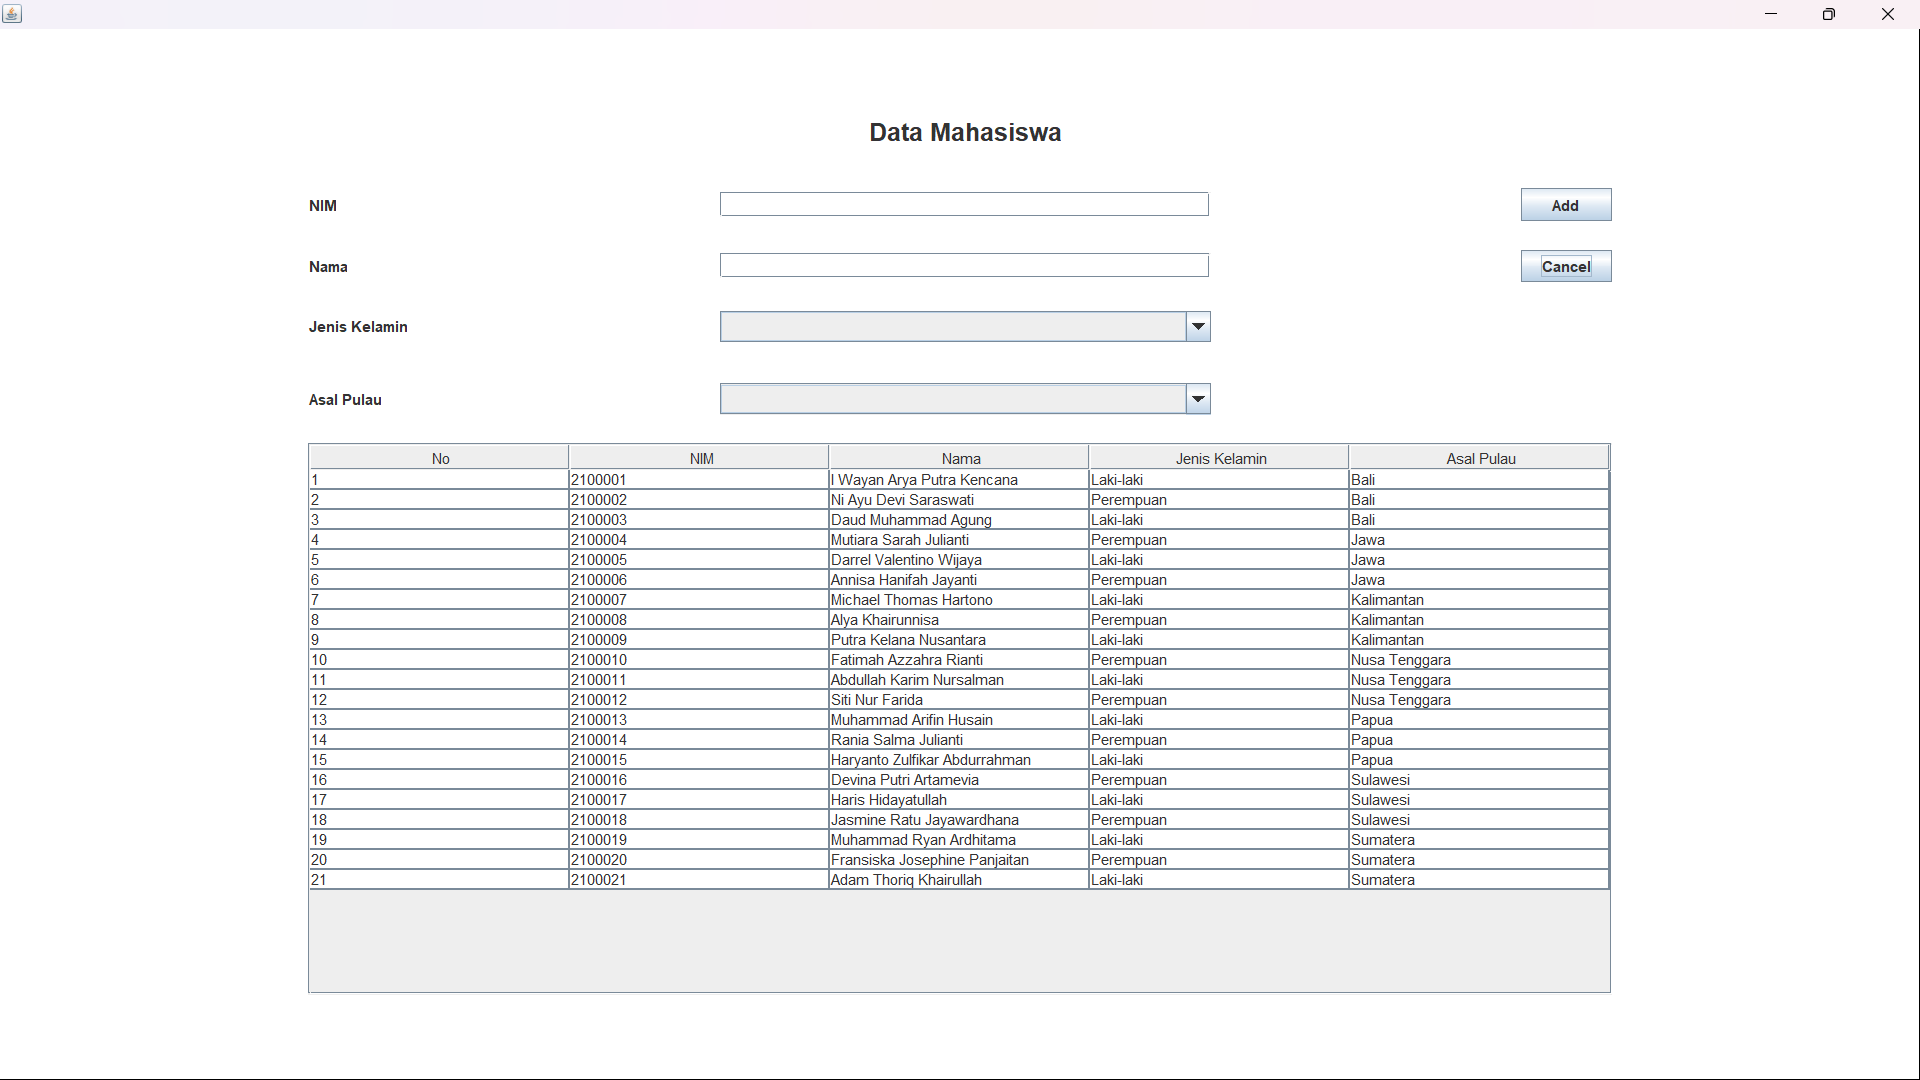 Data Mahasiswa
NIM
Add
Nama
Cancel
Jenis Kelamin
Asal Pulau
No NIM Nama Jenis Kelamin Asal Pulau
1 2100001 I Wayan Arya Putra Kencana Laki-laki Bali
2 2100002 Ni Ayu Devi Saraswati Perempuan Bali
3 2100003 Daud Muhammad Agung Laki-laki Bali
4 2100004 Mutiara Sarah Julianti Perempuan Jawa
5 2100005 Darrel Valentino Wijaya Laki-laki Jawa
6 2100006 Annisa Hanifah Jayanti Perempuan Jawa
7 2100007 Michael Thomas Hartono Laki-laki Kalimantan
8 2100008 Alya Khairunnisa Perempuan Kalimantan
9 2100009 Putra Kelana Nusantara Laki-laki Kalimantan
10 2100010 Fatimah Azzahra Rianti Perempuan Nusa Tenggara
11 2100011 Abdullah Karim Nursalman Laki-laki Nusa Tenggara
12 2100012 Siti Nur Farida Perempuan Nusa Tenggara
13 2100013 Muhammad Arifin Husain Laki-laki Papua
14 2100014 Rania Salma Julianti Perempuan Papua
15 2100015 Haryanto Zulfikar Abdurrahman Laki-laki Papua
16 2100016 Devina Putri Artamevia Perempuan Sulawesi
17 2100017 Haris Hidayatullah Laki-laki Sulawesi
18 2100018 Jasmine Ratu Jayawardhana Perempuan Sulawesi
19 2100019 Muhammad Ryan Ardhitama Laki-laki Sumatera
20 2100020 Fransiska Josephine Panjaitan Perempuan Sumatera
21 2100021 Adam Thoriq Khairullah Laki-laki Sumatera